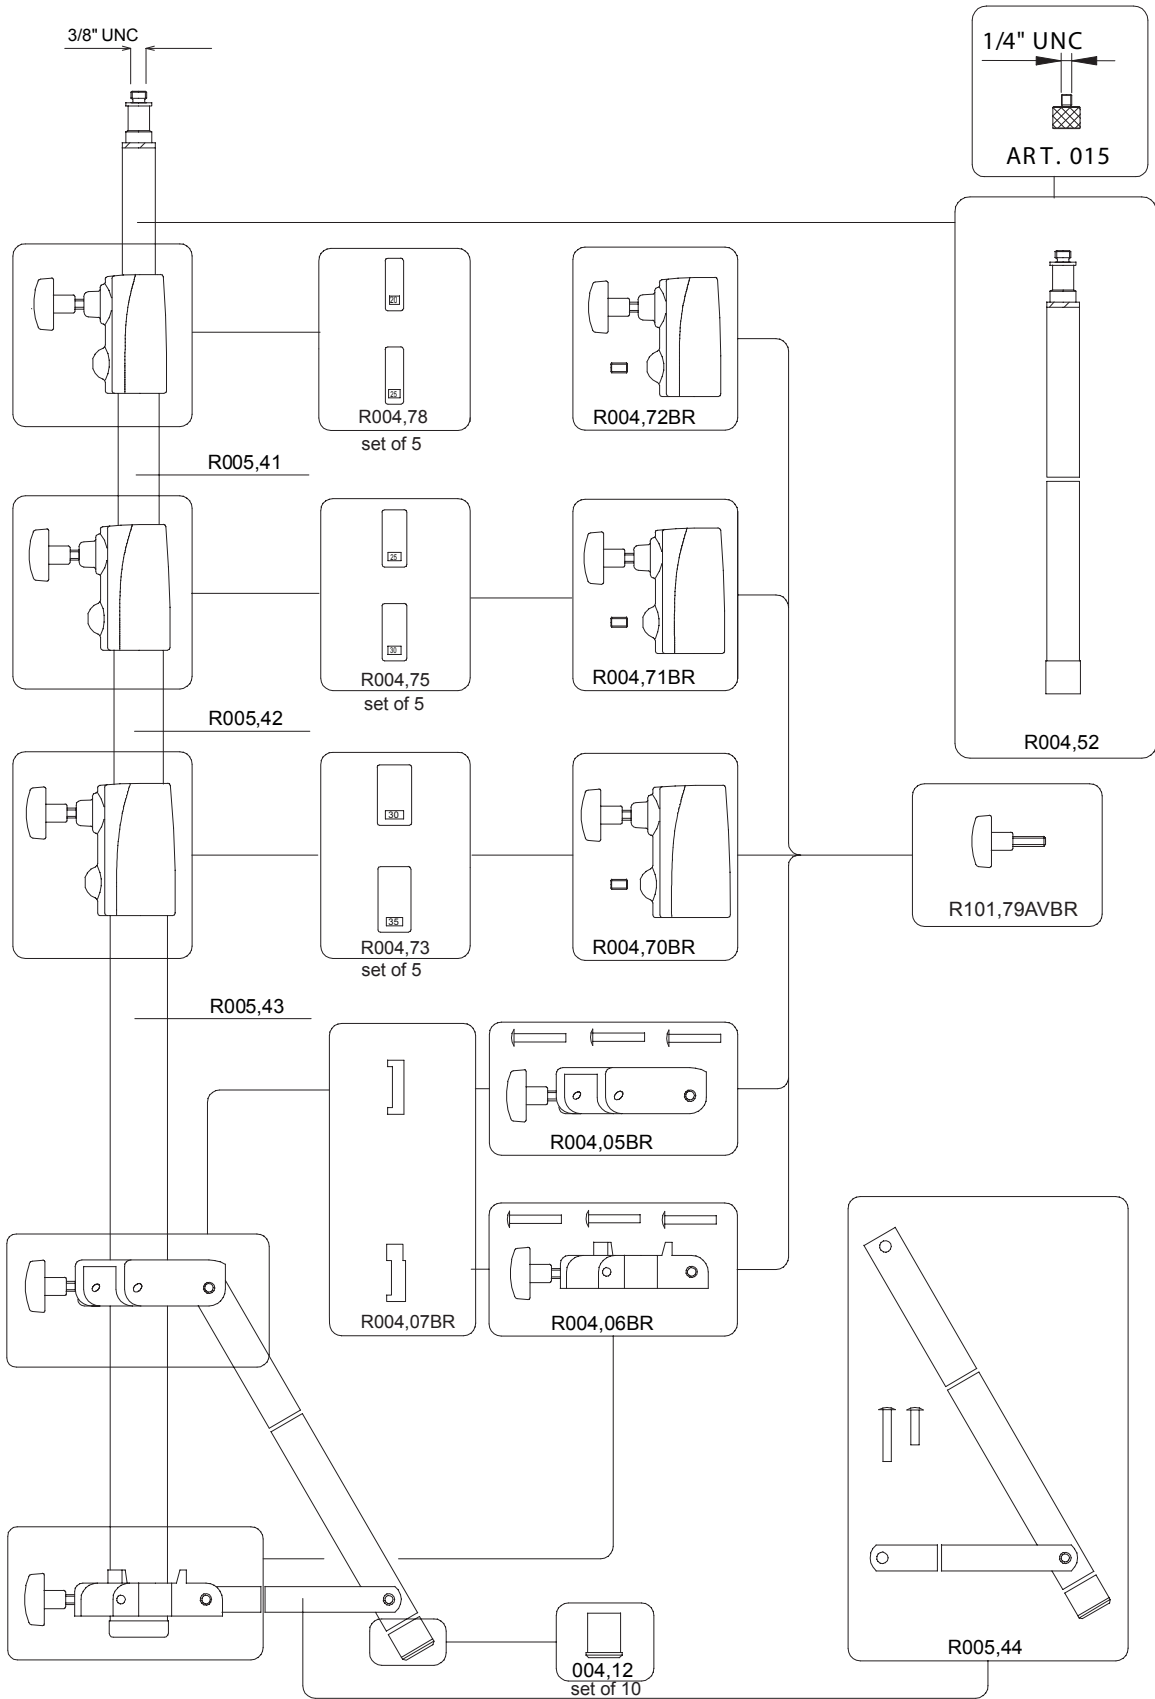 3/8" UNC
1/4" UNC
ART. 015
20
25
R004,78
set of 5
R004,72BR
R005,41
25
30
R004,75
set of 5
R004,71BR
R005,42
R004,52
30
35
R004,73
set of 5
R004,70BR
R101,79AVBR
R005,43
R004,05BR
R004,07BR
R004,06BR
004,12
set of 10
R005,44